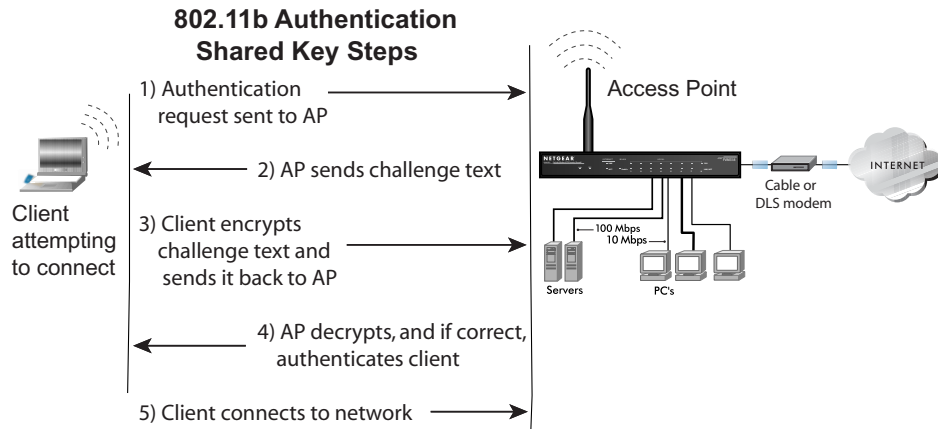 802.11b Authentication
Shared Key Steps
1) Authentication
request sent to AP
Access Point
NETGEAR
2) AP sends challenge text
INTERNET
Cable or
DLS modem
Client
attempting
to connect
3) Client encrypts
challenge text and
sends it back to AP
100 Mbps
10 Mbps
Servers
PC's
4) AP decrypts, and if correct,
authenticates client
5) Client connects to network